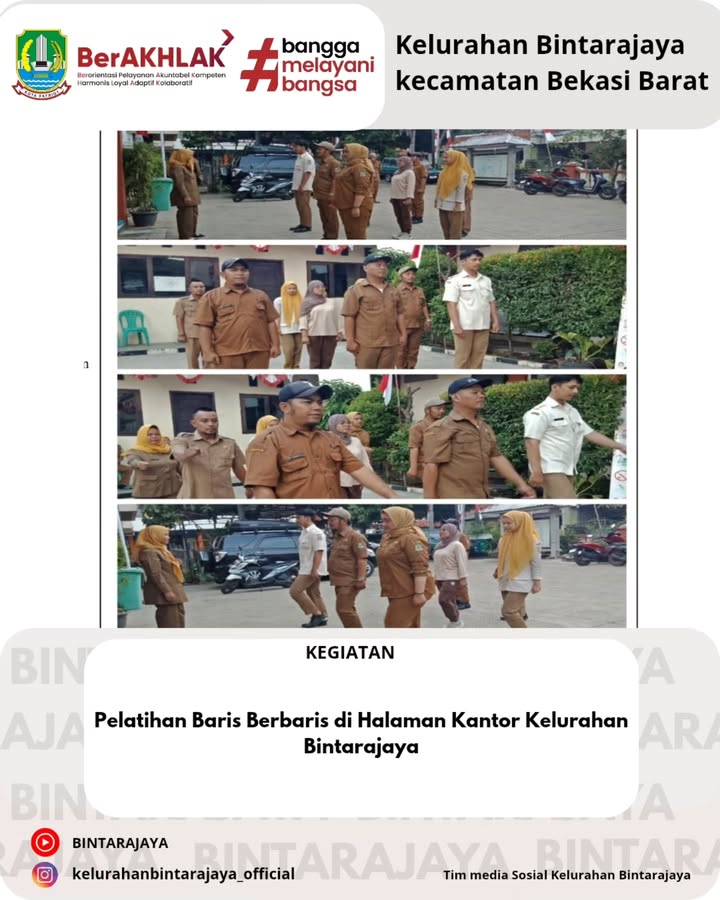 BerAKHLAK
Berorientasi Pelayanan Akuntabel Kompeten
Harmonis Loyal Adaptif Kolaboratif
#bangga
melayani
bangsa
Kelurahan Bintarajaya
kecamatan Bekasi Barat
n
KEGIATAN
Pelatihan Baris Berbaris di Halaman Kantor Kelurahan
Bintarajaya
BINTARAJAYA
kelurahanbintarajaya_official
Tim media Sosial Kelurahan Bintarajaya
BINTARAJAYA